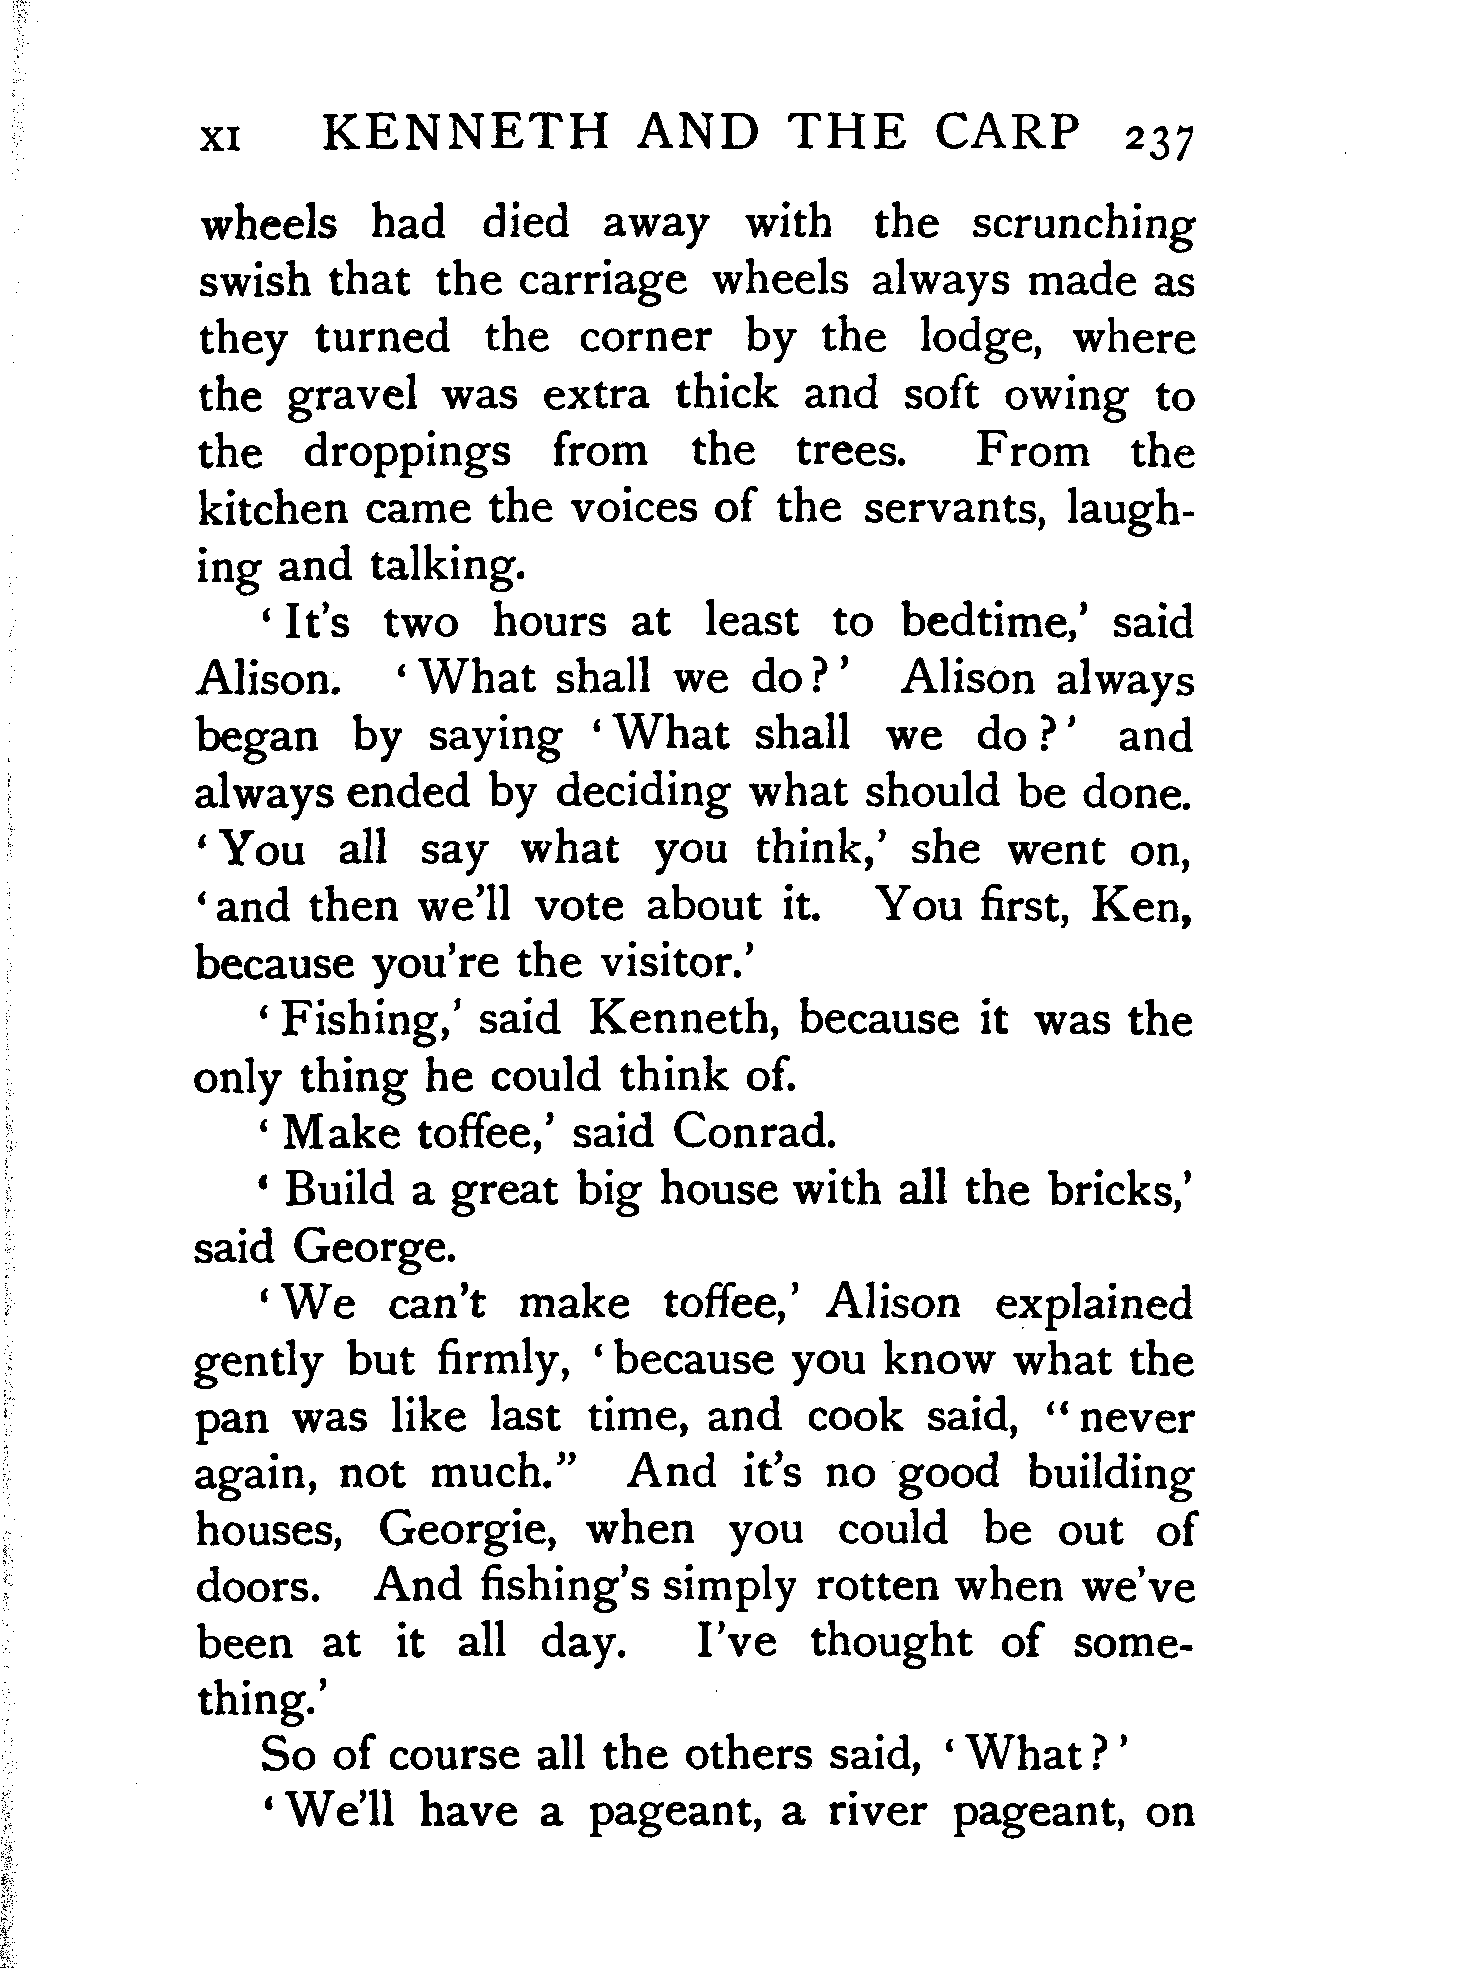 XI KENNETH AND THE CARP 237
wheels had died away with the scrunching
swish that the carriage wheels always made as
they turned the corner by the lodge, where
the gravel was extra thick and soft owing to
the droppings from the trees. From the
kitchen came the voices of the servants, laugh-
ing and talking.
‘It’s two hours at least to bedtime,’ said
Alison. ‘What shall we do?’ Alison always
began by saying ‘What shall we do?’ and
always ended by deciding what should be done.
‘You all say what you think,’ she went on,
‘and then we’ll vote about it. You first, Ken,
because you’re the visitor.’
‘Fishing,’ said Kenneth, because it was the
only thing he could think of.
‘Make toffee,’ said Conrad.
‘Build a great big house with all the bricks,’
said George.
‘We can’t make toffee,’ Alison explained
gently but firmly, ‘because you know what the
pan was like last time, and cook said, “never
again, not much.” And it’s no good building
houses, Georgie, when you could be out of
doors. And fishing’s simply rotten when we’ve
been at it all day. I’ve thought of some-
thing.’
So of course all the others said, ‘What?’
‘We’ll have a pageant, a river pageant, on